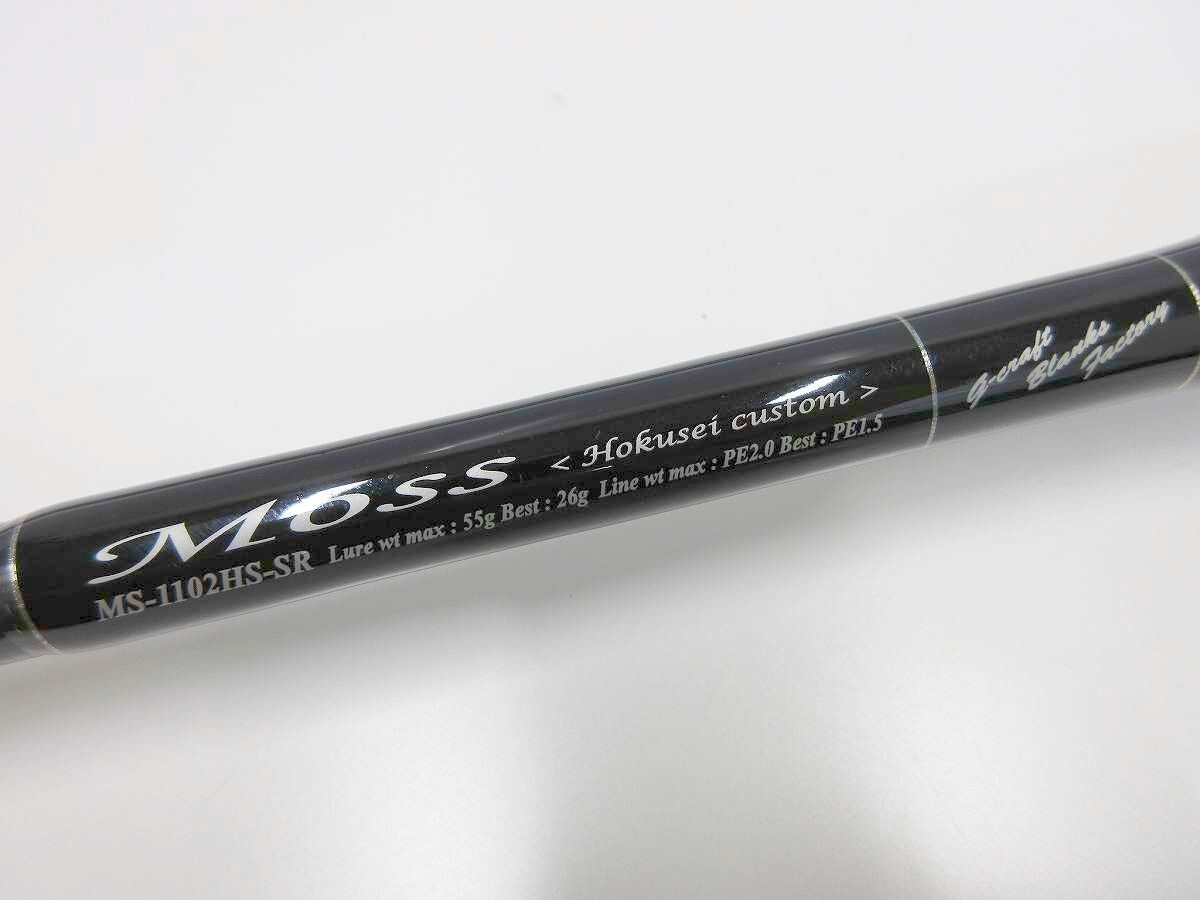 Moss < Hokusei custom >
MS-1102HS-SR Lure wt max : 55g Best : 26g Line wt max : PE2.0 Best : PE1.5
g-craft
Blanks
Factory